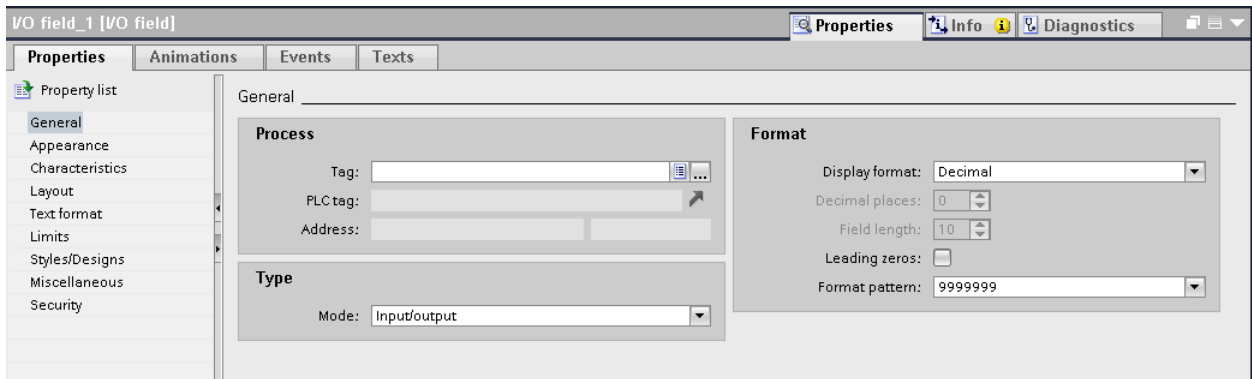 I/O field_1 [I/O field]
Properties Info Diagnostics
Properties Animations Events Texts
Property list
General
Appearance
Characteristics
Layout
Text format
Limits
Styles/Designs
Miscellaneous
Security
General
Process
Tag: ...
PLC tag:
Address:
Type
Mode: Input/output
Format
Display format: Decimal
Decimal places: 0
Field length: 10
Leading zeros:
Format pattern: 9999999